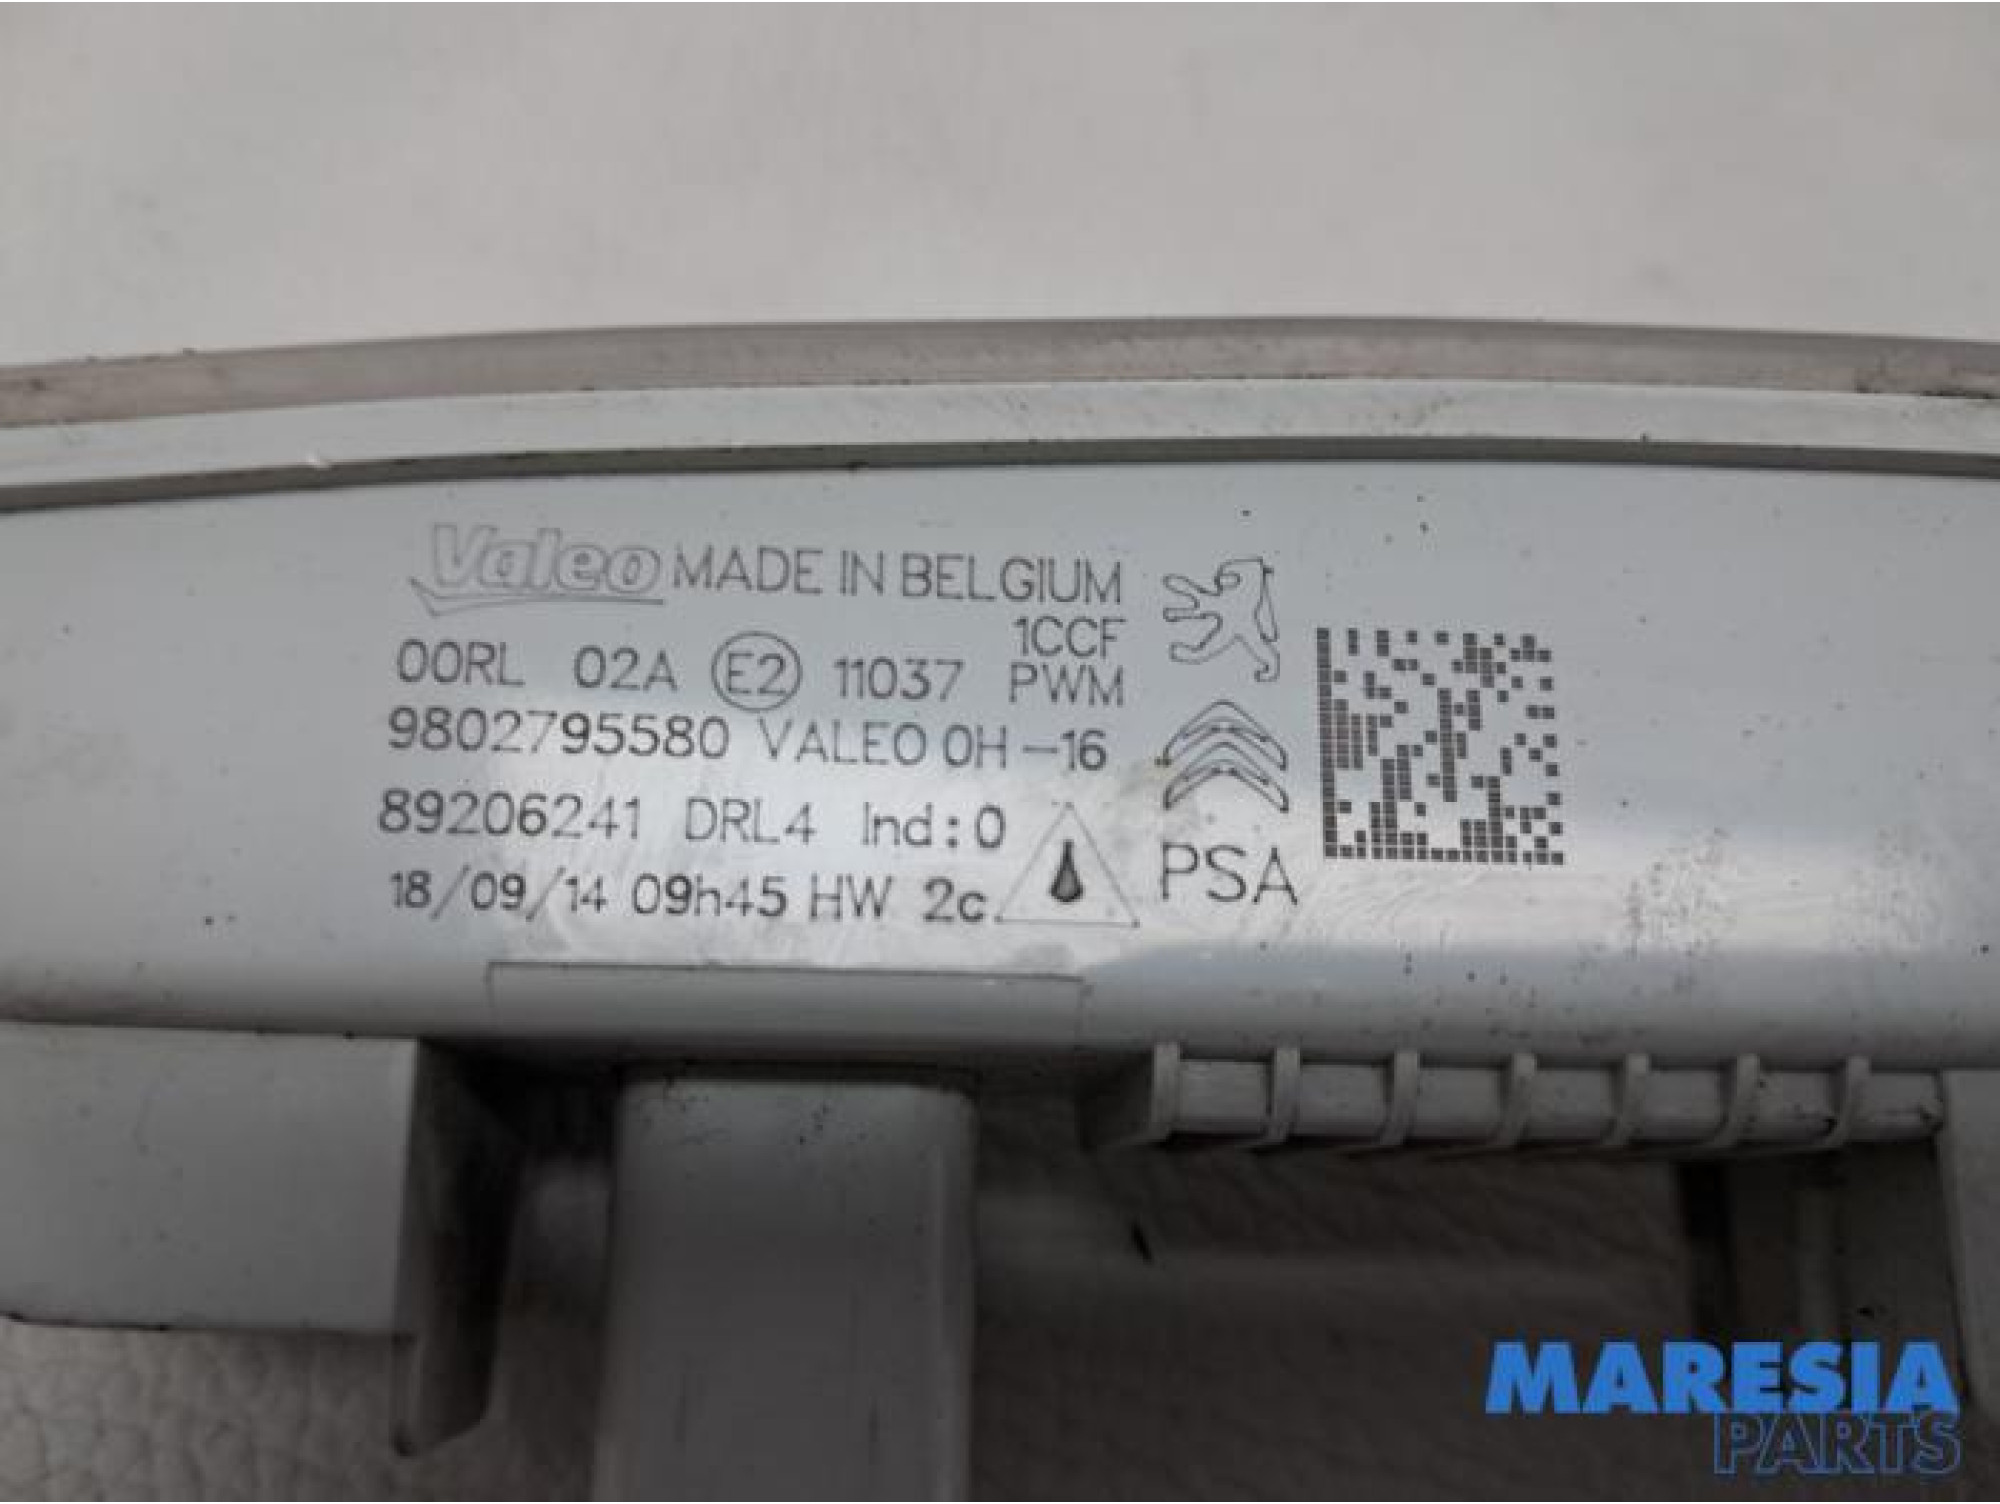 Valeo MADE IN BELGIUM
1CCF
00RL 02A E2 11037 PWM
9802795580 VALEO 0H-16
89206241 DRL4 Ind:0
18/09/14 09h45 HW 2c
PSA
MARESIA
PARTS